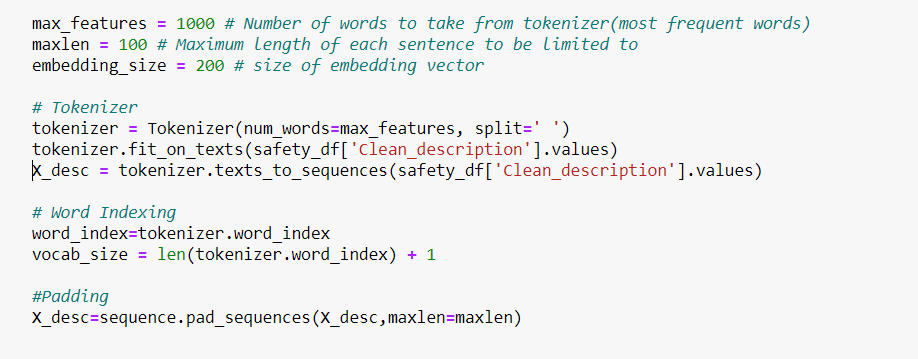 max_features = 1000 # Number of words to take from tokenizer(most frequent words)
maxlen = 100 # Maximum length of each sentence to be limited to
embedding_size = 200 # size of embedding vector
# Tokenizer
tokenizer = Tokenizer(num_words=max_features, split=' ')
tokenizer.fit_on_texts(safety_df['Clean_description'].values)
X_desc = tokenizer.texts_to_sequences(safety_df['Clean_description'].values)
# Word Indexing
word_index=tokenizer.word_index
vocab_size = len(tokenizer.word_index) + 1
#Padding
X_desc=sequence.pad_sequences(X_desc,maxlen=maxlen)